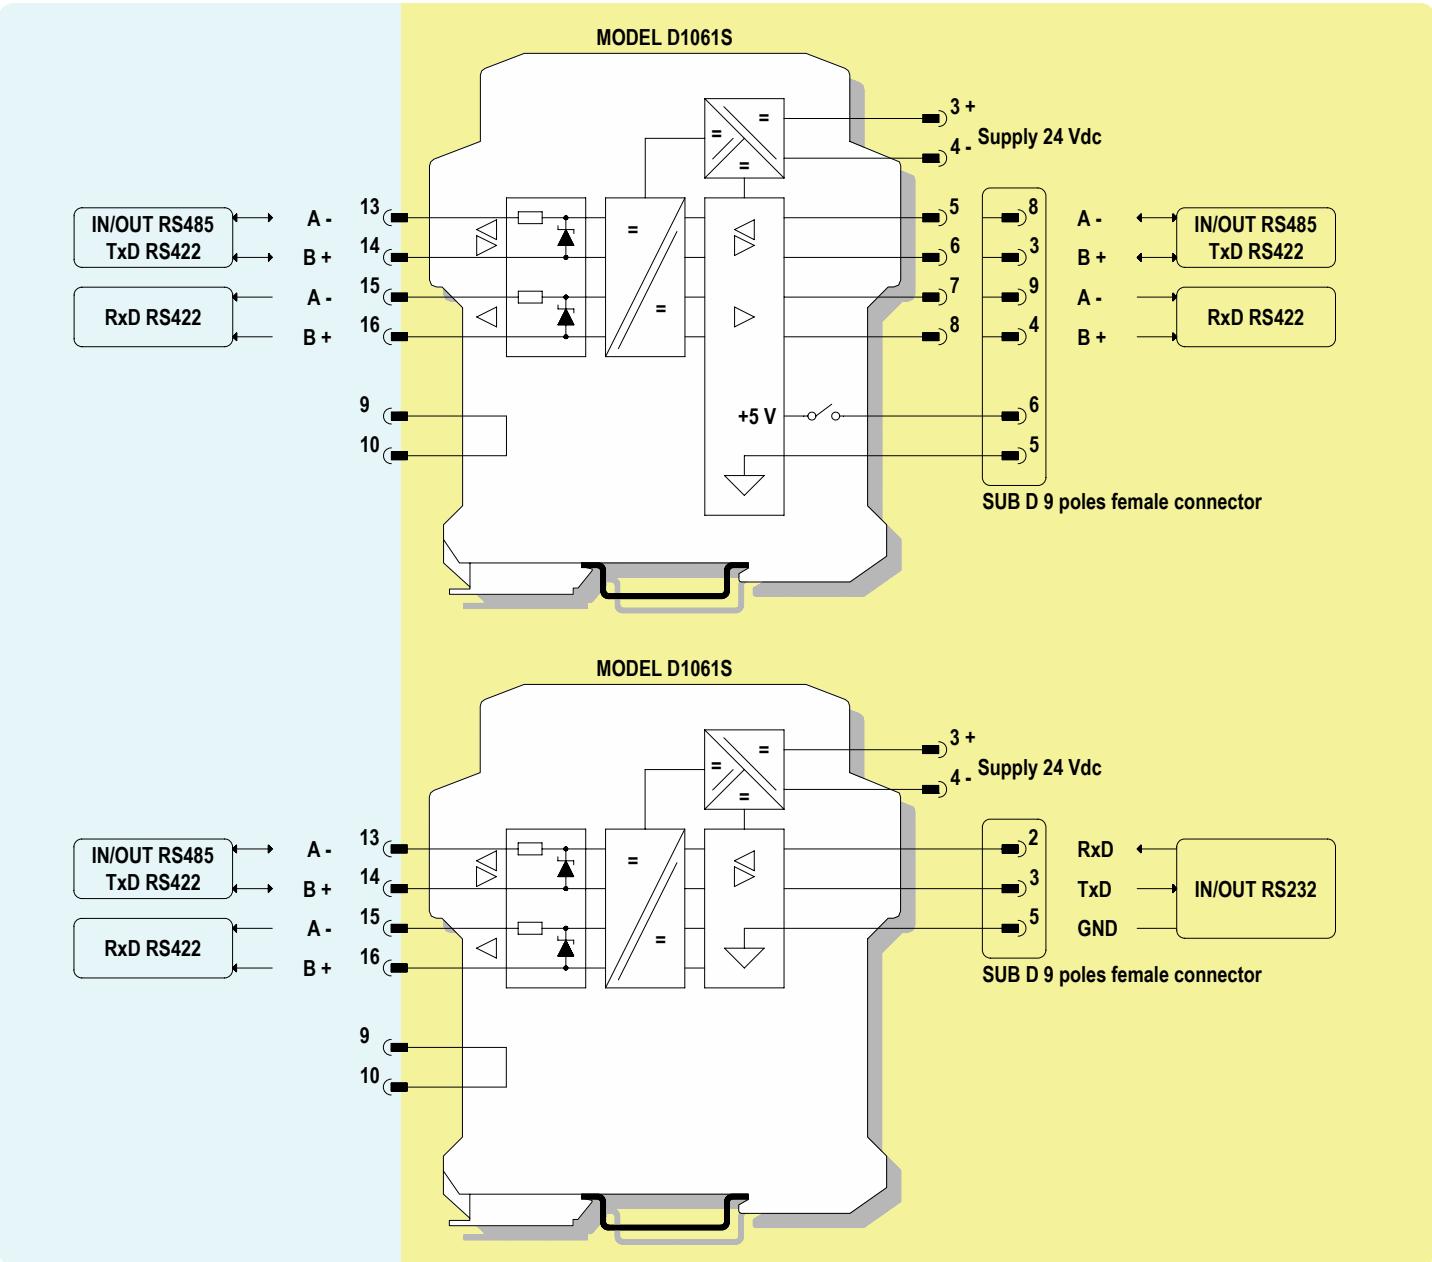 MODEL D1061S
3 +
Supply 24 Vdc
4 -
IN/OUT RS485
TxD RS422
A - 13
B + 14
RxD RS422
A - 15
B + 16
9
10
= = =
= =
+5 V
5
6
7
8
8 A -
3 B +
9 A -
4 B +
6
5
IN/OUT RS485
TxD RS422
RxD RS422
SUB D 9 poles female connector
MODEL D1061S
3 +
Supply 24 Vdc
4 -
IN/OUT RS485
TxD RS422
A - 13
B + 14
RxD RS422
A - 15
B + 16
9
10
= = =
= =
2 RxD
3 TxD
5 GND
IN/OUT RS232
SUB D 9 poles female connector